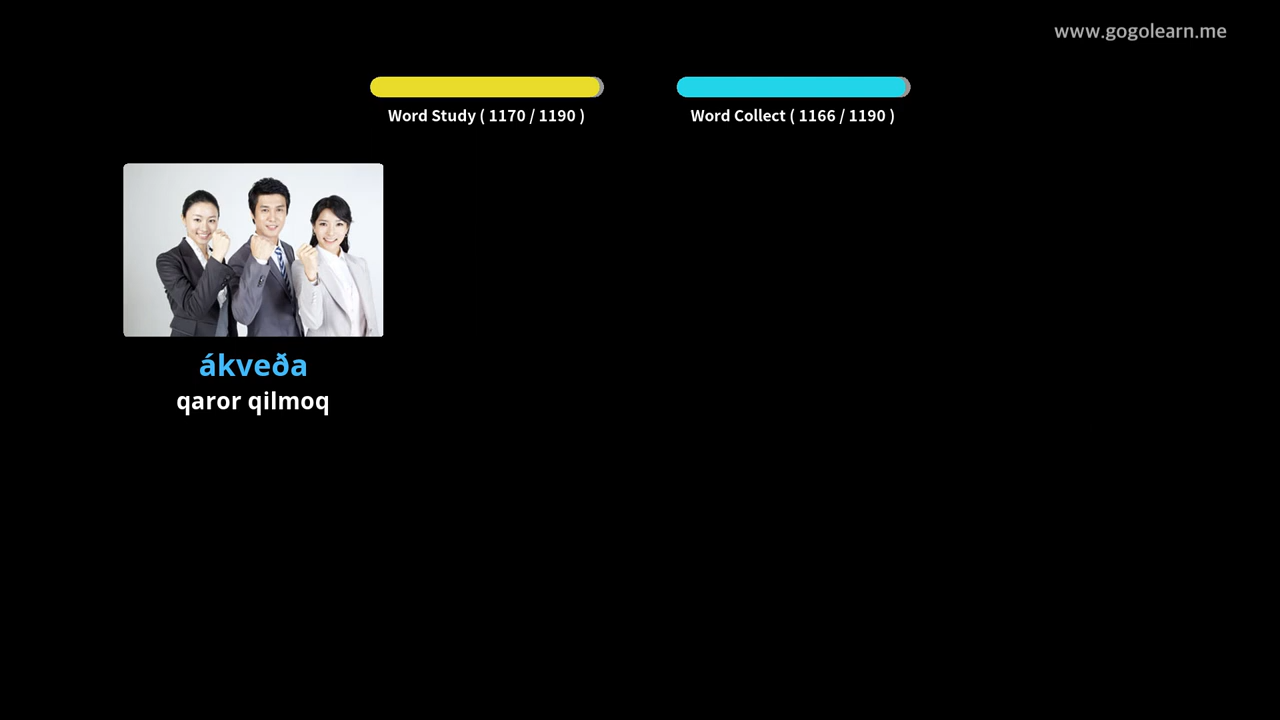 www.gogolearn.me
Word Study ( 1170 / 1190 )
Word Collect ( 1166 / 1190 )
ákveða
qaror qilmoq